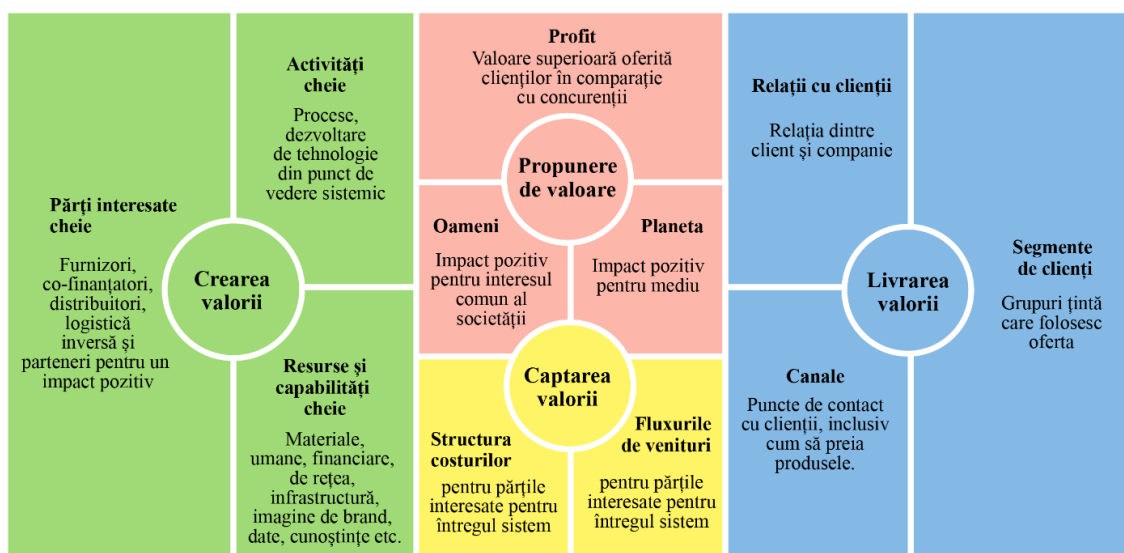 Părți interesate
cheie
Furnizori,
co-finanțatori,
distribuitori,
logistică
inversă și
parteneri pentru un
impact pozitiv
Crearea
valorii
Activități
cheie
Procese,
dezvoltare
de tehnologie
din punct de
vedere sistemic
Resurse și
capabilități
cheie
Materiale,
umane, financiare,
de rețea,
infrastructură,
imagine de brand,
date, cunoștințe etc.
Profit
Valoare superioară oferită
clienților în comparație
cu concurenții
Propunere
de valoare
Oameni
Impact pozitiv
pentru interesul
comun al
societății
Planeta
Impact pozitiv
pentru mediu
Captarea
valorii
Structura
costurilor
pentru părțile
interesate pentru
întregul sistem
Fluxurile
de venituri
pentru părțile
interesate pentru
întregul sistem
Relații cu clienții
Relația dintre
client și companie
Livrarea
valorii
Canale
Puncte de contact
cu clienții, inclusiv
cum să preia
produsele.
Segmente
de clienți
Grupuri țintă
care folosesc
oferta